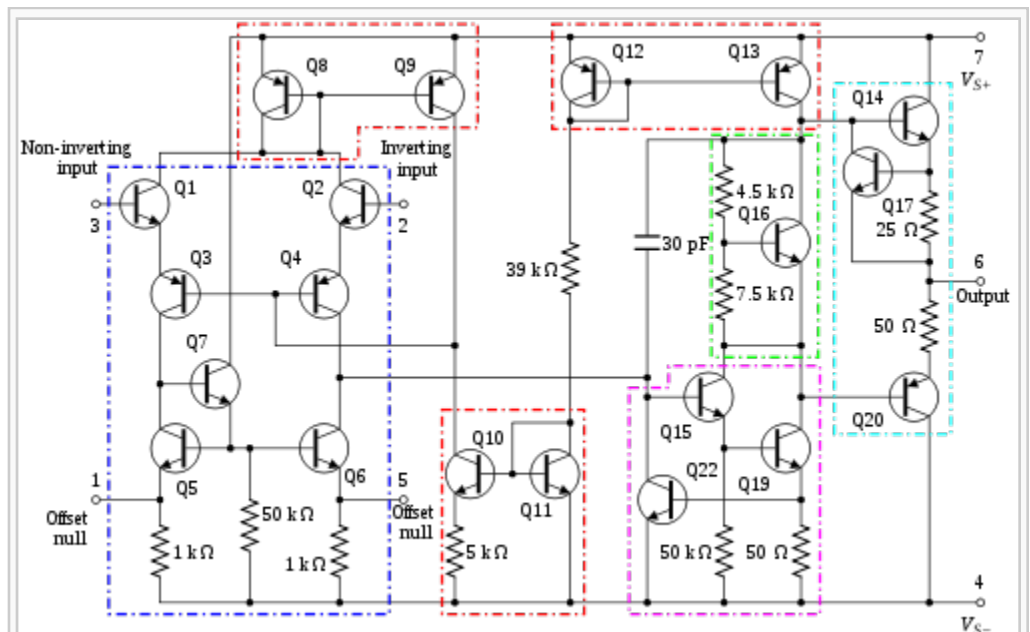 Q8
Q9
Q12
Q13
7
V_S+
Q14
Non-inverting
input
Inverting
input
Q1
Q2
3
2
4.5 kΩ
Q16
Q17
25 Ω
30 pF
Q3
Q4
39 kΩ
7.5 kΩ
6
Output
50 Ω
Q7
Q15
Q20
Q10
Q22
Q19
1
Q5
Q6
5
Q11
Offset
null
50 kΩ
Offset
null
1 kΩ
1 kΩ
5 kΩ
50 kΩ
50 Ω
4
V_S−